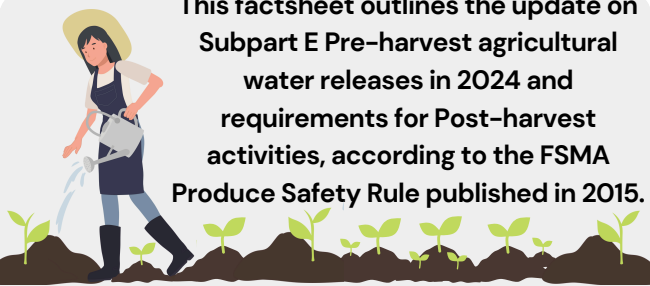 This factsheet outlines the update on
Subpart E Pre-harvest agricultural
water releases in 2024 and
requirements for Post-harvest
activities, according to the FSMA
Produce Safety Rule published in 2015.